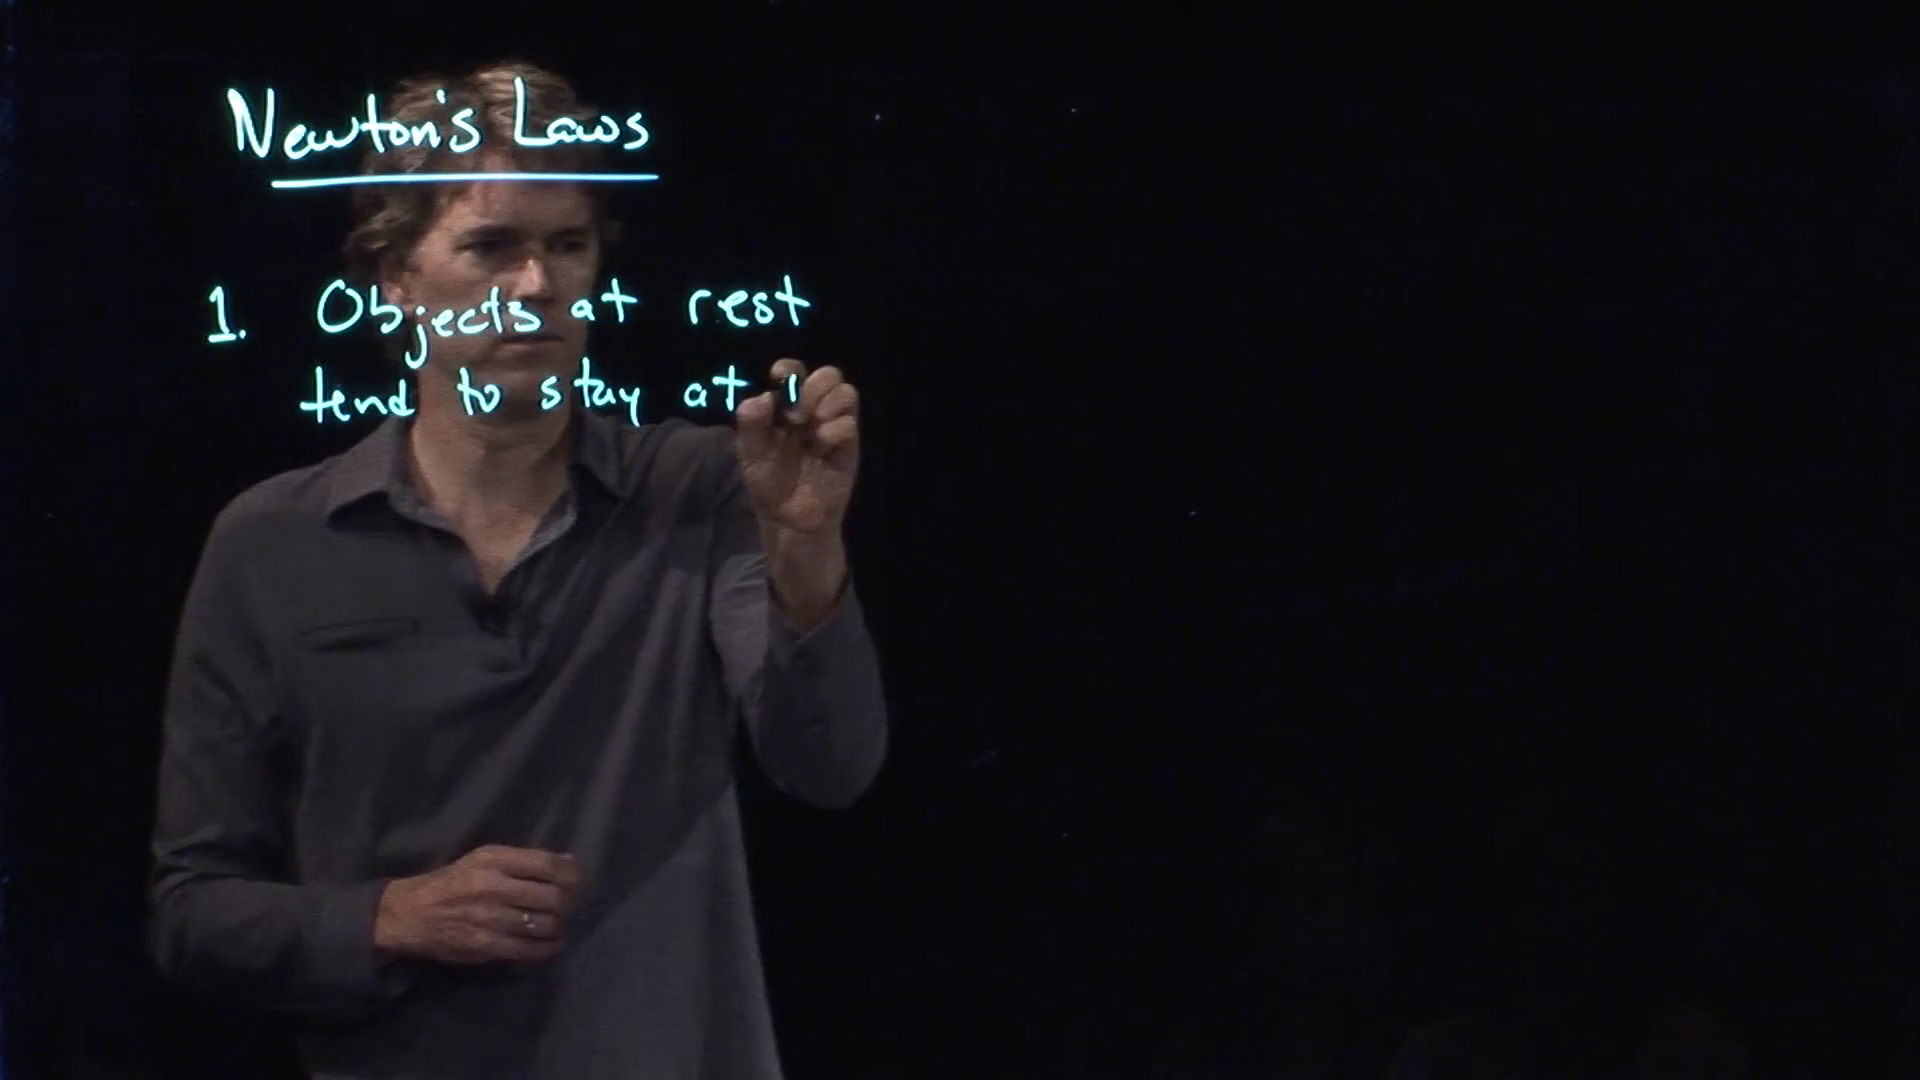 Newton's Laws
1. Objects at rest
tend to stay at r